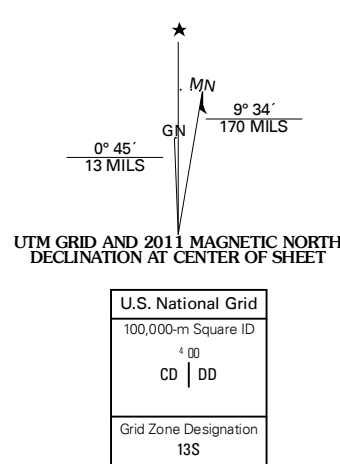 ★
MN
GN
9° 34´
170 MILS
0° 45´
13 MILS
UTM GRID AND 2011 MAGNETIC NORTH
DECLINATION AT CENTER OF SHEET
U.S. National Grid
100,000-m Square ID
4 00
CD DD
Grid Zone Designation
13S